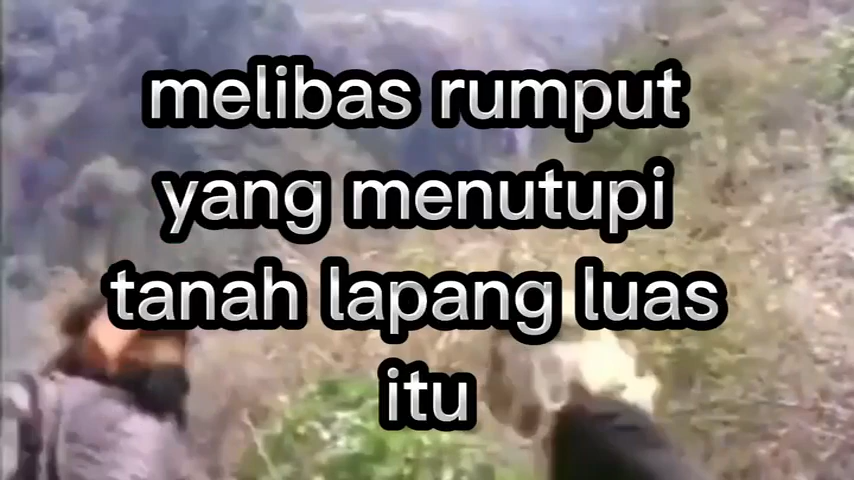 melibas rumput
yang menutupi
tanah lapang luas
itu